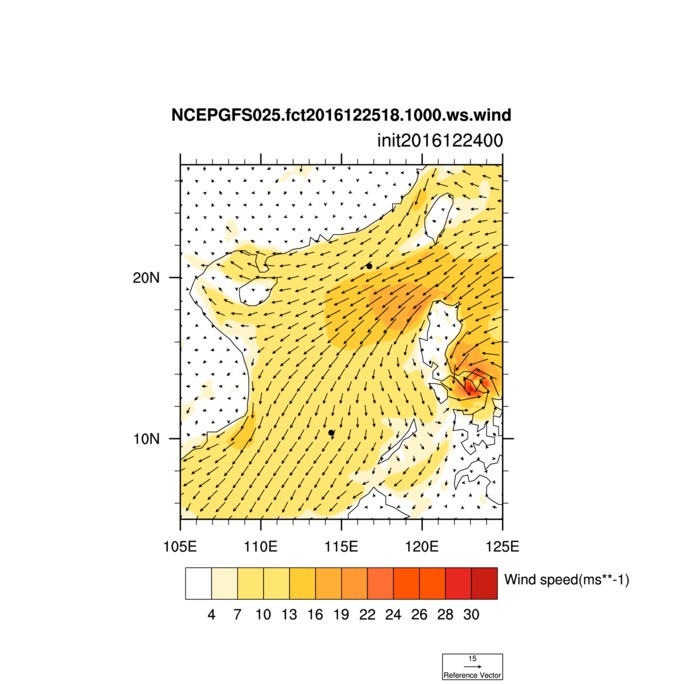 NCEPGFS025.fct2016122518.1000.ws.wind
init2016122400
20N
10N
105E 110E 115E 120E 125E
Wind speed(ms**-1)
4 7 10 13 16 19 22 24 26 28 30
15
Reference Vector